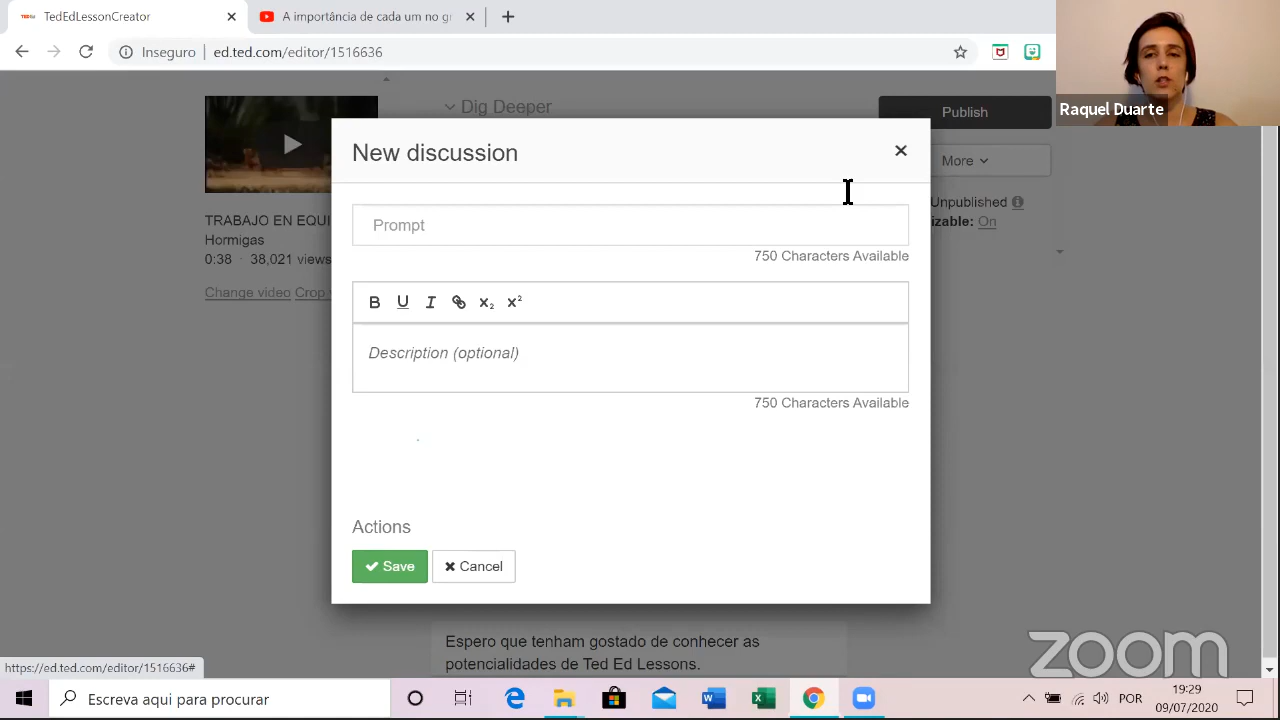 TedEdLessonCreator
A importância de cada um no gr
Inseguro
ed.ted.com/editor/1516636
Raquel Duarte
Dig Deeper
Publish
More
Unpublished
On
TRABAJO EN EQUI
Hormigas
0:38 · 38,021 views
Change video Crop
New discussion
Prompt
750 Characters Available
B U I x₂ x²
Description (optional)
750 Characters Available
Actions
Save
Cancel
Espero que tenham gostado de conhecer as
potencialidades de Ted Ed Lessons.
https://ed.ted.com/editor/1516636#
zoom
Escreva aqui para procurar
POR
19:29
09/07/2020